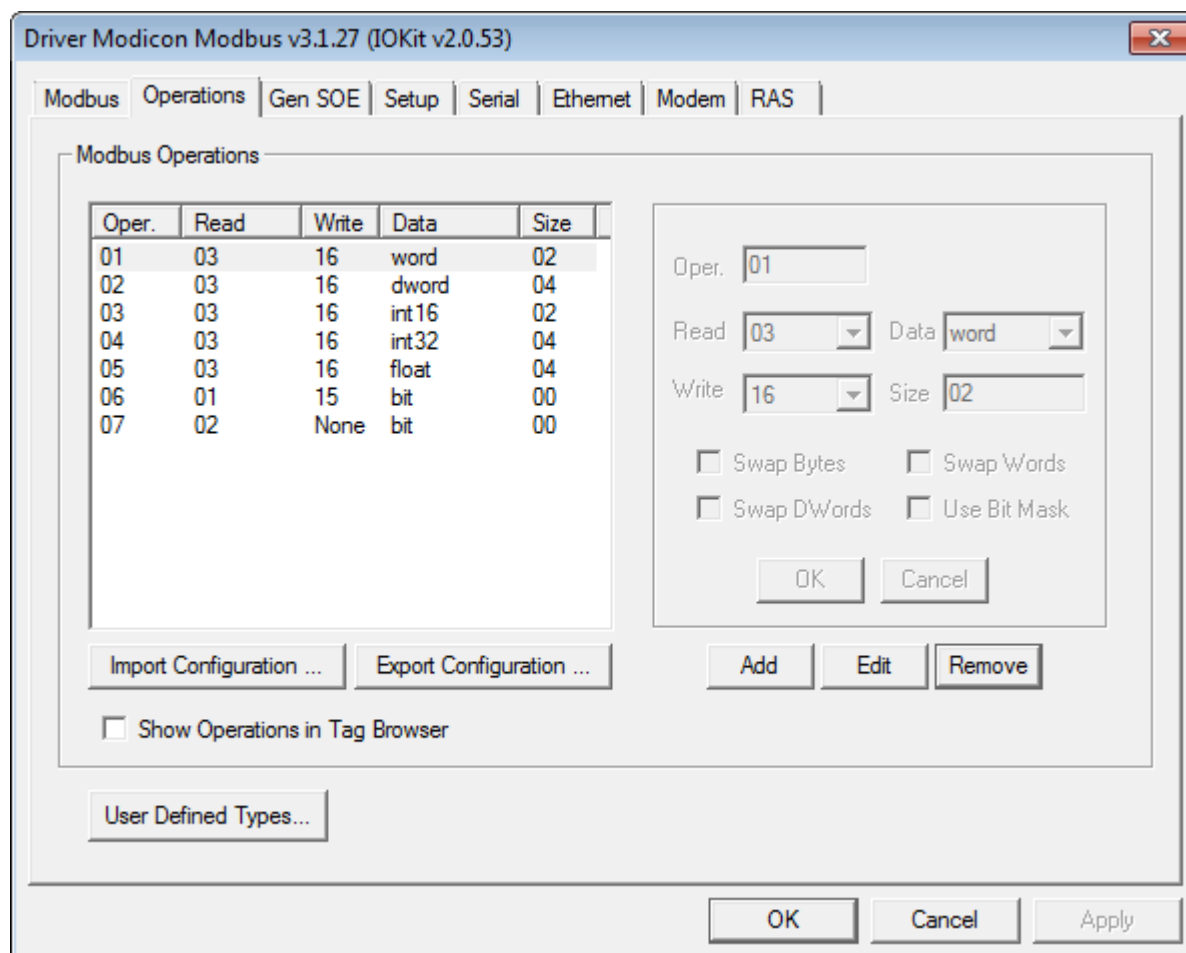 Driver Modicon Modbus v3.1.27 (IOKit v2.0.53)
Modbus Operations Gen SOE Setup Serial Ethernet Modem RAS
Modbus Operations
Oper. Read Write Data Size
01 03 16 word 02
02 03 16 dword 04
03 03 16 int16 02
04 03 16 int32 04
05 03 16 float 04
06 01 15 bit 00
07 02 None bit 00
Oper. 01
Read 03 Data word
Write 16 Size 02
Swap Bytes Swap Words
Swap DWords Use Bit Mask
OK Cancel
Import Configuration ... Export Configuration ... Add Edit Remove
Show Operations in Tag Browser
User Defined Types...
OK Cancel Apply